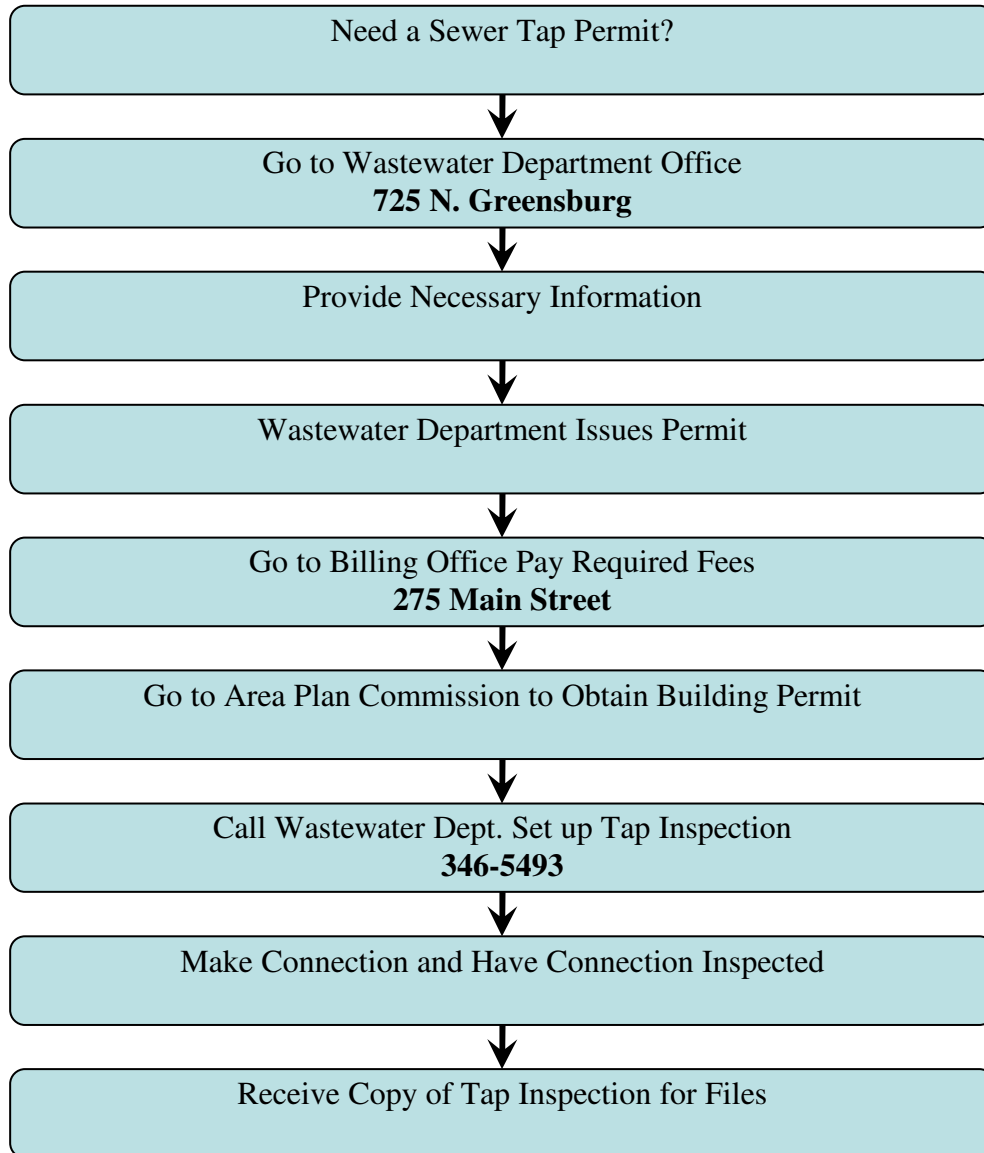 Need a Sewer Tap Permit?
Go to Wastewater Department Office
725 N. Greensburg
Provide Necessary Information
Wastewater Department Issues Permit
Go to Billing Office Pay Required Fees
275 Main Street
Go to Area Plan Commission to Obtain Building Permit
Call Wastewater Dept. Set up Tap Inspection
346-5493
Make Connection and Have Connection Inspected
Receive Copy of Tap Inspection for Files